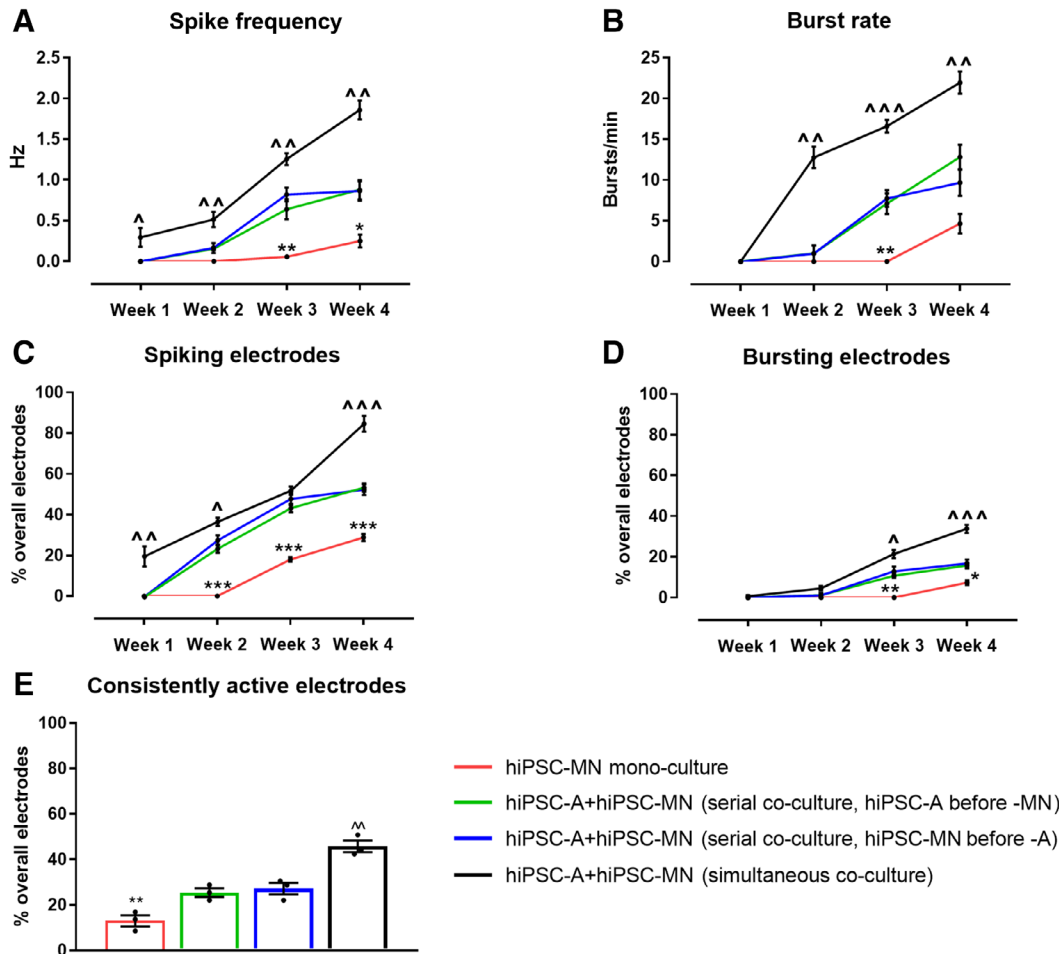 A
Spike frequency
Hz
2.5
2.0
1.5
1.0
0.5
0.0
^
^^
^^
^^
**
*
Week 1 Week 2 Week 3 Week 4
B
Burst rate
Bursts/min
25
20
15
10
5
0
^^
^^^
^^
**
Week 1 Week 2 Week 3 Week 4
C
Spiking electrodes
% overall electrodes
100
80
60
40
20
0
^^
^
^^^
***
***
***
Week 1 Week 2 Week 3 Week 4
D
Bursting electrodes
% overall electrodes
100
80
60
40
20
0
^
^^^
**
*
Week 1 Week 2 Week 3 Week 4
E
Consistently active electrodes
% overall electrodes
100
80
60
40
20
0
**
^^
hiPSC-MN mono-culture
hiPSC-A+hiPSC-MN (serial co-culture, hiPSC-A before -MN)
hiPSC-A+hiPSC-MN (serial co-culture, hiPSC-MN before -A)
hiPSC-A+hiPSC-MN (simultaneous co-culture)